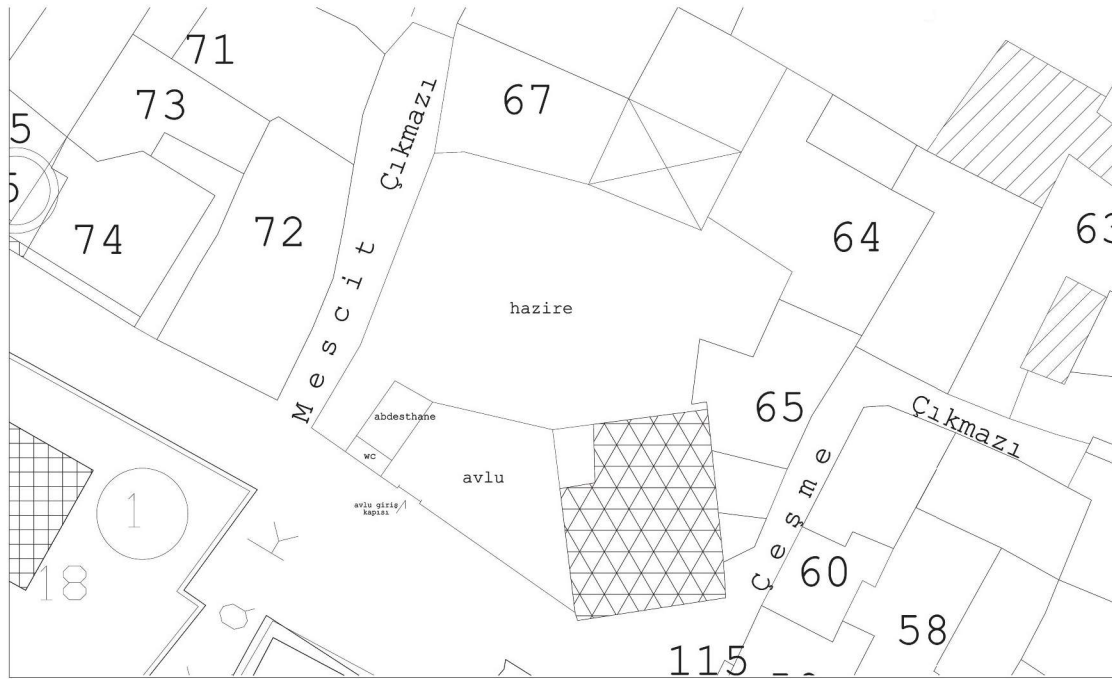 71
73
67
5
5
74
72
Mescit Çıkmazı
64
63
hazire
abdesthane
wc
avlu
avlu giriş
kapısı
65
Çeşme Çıkmazı
1
18
60
58
115